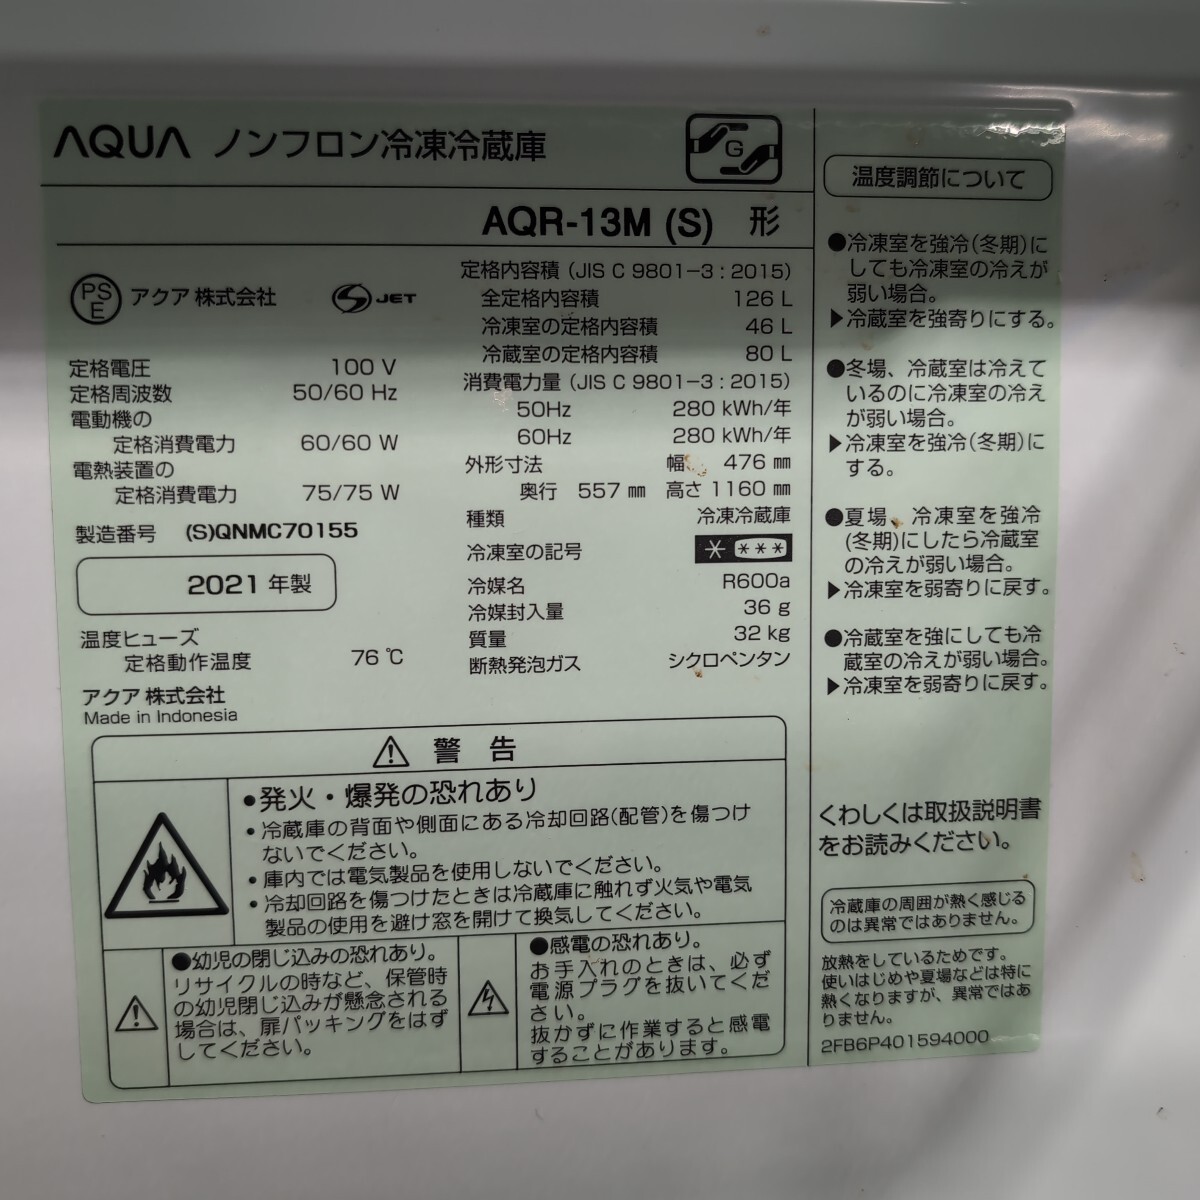 AQUA ノンフロン冷凍冷蔵庫
G
AQR-13M (S) 形
PS
E
アクア 株式会社
S JET
定格電圧 100 V
定格周波数 50/60 Hz
電動機の
定格消費電力 60/60 W
電熱装置の
定格消費電力 75/75 W
製造番号 (S)QNMC70155
2021 年製
温度ヒューズ
定格動作温度 76 ℃
アクア 株式会社
Made in Indonesia
定格内容積 (JIS C 9801-3 : 2015)
全定格内容積 126 L
冷凍室の定格内容積 46 L
冷蔵室の定格内容積 80 L
消費電力量 (JIS C 9801-3 : 2015)
50Hz 280 kWh/年
60Hz 280 kWh/年
外形寸法 幅 476 ㎜
奥行 557 ㎜ 高さ 1160 ㎜
種類 冷凍冷蔵庫
冷凍室の記号 * ***
冷媒名 R600a
冷媒封入量 36 g
質量 32 kg
断熱発泡ガス シクロペンタン
⚠ 警告
●発火・爆発の恐れあり
・冷蔵庫の背面や側面にある冷却回路(配管)を傷つけ
ないでください。
・庫内では電気製品を使用しないでください。
・冷却回路を傷つけたときは冷蔵庫に触れず火気や電気
製品の使用を避け窓を開けて換気してください。
●幼児の閉じ込みの恐れあり。
リサイクルの時など、保管時
の幼児閉じ込みが懸念される
場合は、扉パッキングをはず
してください。
●感電の恐れあり。
お手入れのときは、必ず
電源プラグを抜いてくだ
さい。
抜かずに作業すると感電
することがあります。
温度調節について
●冷凍室を強冷(冬期)に
しても冷凍室の冷えが
弱い場合。
▶冷蔵室を強寄りにする。
●冬場、冷蔵室は冷えて
いるのに冷凍室の冷え
が弱い場合。
▶冷凍室を強冷(冬期)に
する。
●夏場、冷凍室を強冷
(冬期)にしたら冷蔵室
の冷えが弱い場合。
▶冷凍室を弱寄りに戻す。
●冷蔵室を強にしても冷
蔵室の冷えが弱い場合。
▶冷凍室を弱寄りに戻す。
くわしくは取扱説明書
をお読みください。
冷蔵庫の周囲が熱く感じる
のは異常ではありません。
放熱をしているためです。
使いはじめや夏場などは特に
熱くなりますが、異常ではあ
りません。
2FB6P401594000